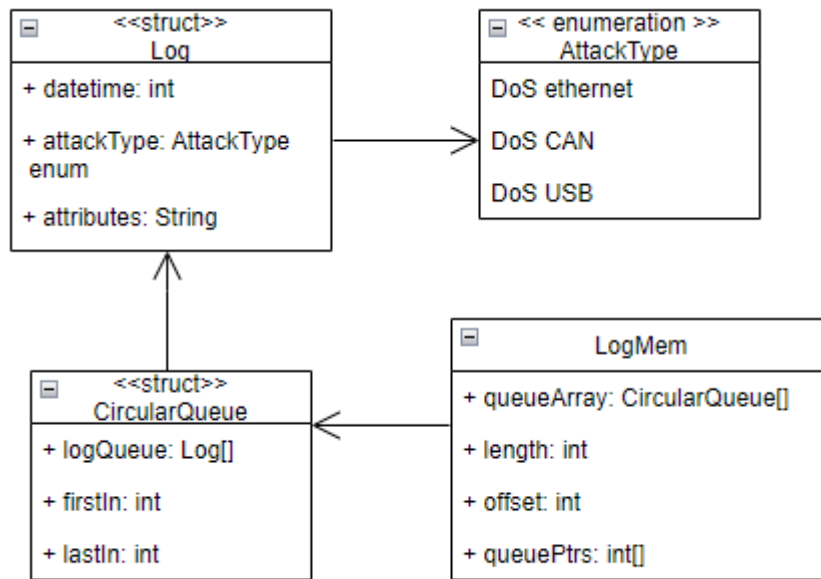 <<struct>>
Log
+ datetime: int
+ attackType: AttackType
enum
+ attributes: String
<< enumeration >>
AttackType
DoS ethernet
DoS CAN
DoS USB
<<struct>>
CircularQueue
+ logQueue: Log[]
+ firstIn: int
+ lastIn: int
LogMem
+ queueArray: CircularQueue[]
+ length: int
+ offset: int
+ queuePtrs: int[]